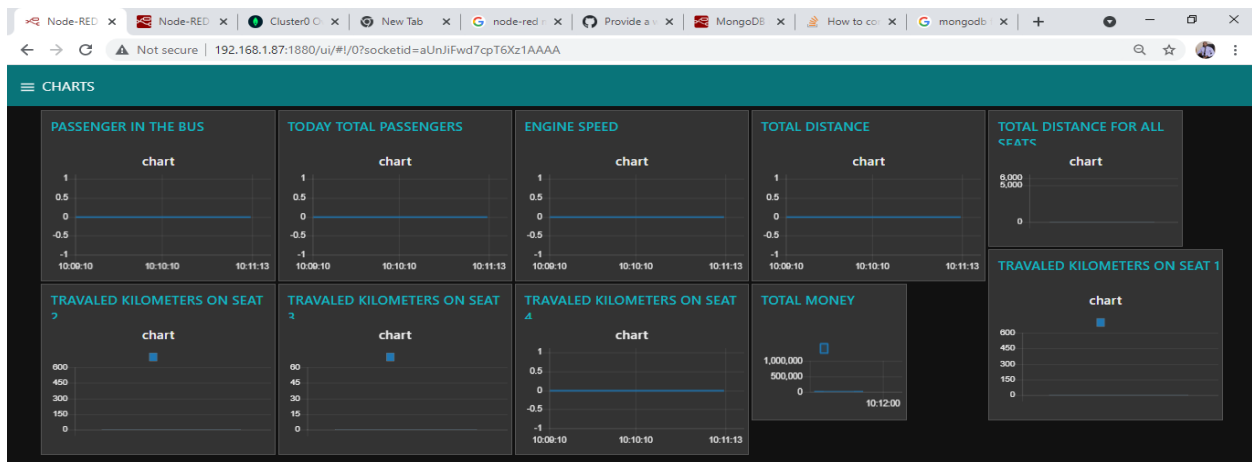 Node-RED
Node-RED
Cluster0 O
New Tab
node-red
Provide a
MongoDB
How to co
mongodb
Not secure | 192.168.1.87:1880/ui/#!/0?socketid=aUnJiFwd7cpT6Xz1AAAA
CHARTS
PASSENGER IN THE BUS
chart
1
0.5
0
-0.5
-1
10:09:10 10:10:10 10:11:13
TODAY TOTAL PASSENGERS
chart
1
0.5
0
-0.5
-1
10:09:10 10:10:10 10:11:13
ENGINE SPEED
chart
1
0.5
0
-0.5
-1
10:09:10 10:10:10 10:11:13
TOTAL DISTANCE
chart
1
0.5
0
-0.5
-1
10:09:10 10:10:10 10:11:13
TOTAL DISTANCE FOR ALL
SEATS
chart
6,000
5,000
0
TRAVALED KILOMETERS ON SEAT
2
chart
600
450
300
150
0
TRAVALED KILOMETERS ON SEAT
3
chart
60
45
30
15
0
TRAVALED KILOMETERS ON SEAT
4
chart
1
0.5
0
-0.5
-1
10:09:10 10:10:10 10:11:13
TOTAL MONEY
1,000,000
500,000
0
10:12:00
TRAVALED KILOMETERS ON SEAT 1
chart
600
450
300
150
0